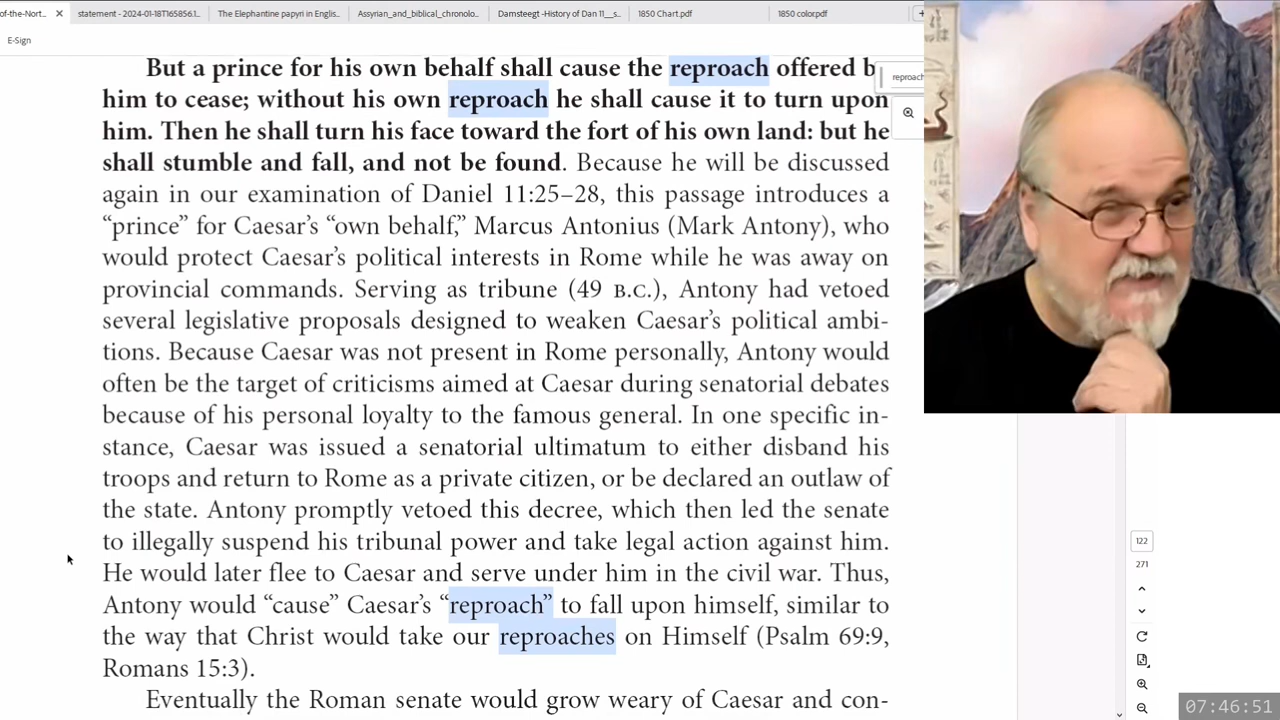 of-the-Nort...
statement - 2024-01-18T165856.1...
The Elephantine papyri in Englis...
Assyrian_and_biblical_chronolo...
Damsteegt -History of Dan 11__s...
1850 Chart.pdf
1850 color.pdf
E-Sign
But a prince for his own behalf shall cause the reproach offered b
him to cease; without his own reproach he shall cause it to turn upon
him. Then he shall turn his face toward the fort of his own land: but he
shall stumble and fall, and not be found. Because he will be discussed
again in our examination of Daniel 11:25–28, this passage introduces a
“prince” for Caesar’s “own behalf,” Marcus Antonius (Mark Antony), who
would protect Caesar’s political interests in Rome while he was away on
provincial commands. Serving as tribune (49 B.C.), Antony had vetoed
several legislative proposals designed to weaken Caesar’s political ambi-
tions. Because Caesar was not present in Rome personally, Antony would
often be the target of criticisms aimed at Caesar during senatorial debates
because of his personal loyalty to the famous general. In one specific in-
stance, Caesar was issued a senatorial ultimatum to either disband his
troops and return to Rome as a private citizen, or be declared an outlaw of
the state. Antony promptly vetoed this decree, which then led the senate
to illegally suspend his tribunal power and take legal action against him.
He would later flee to Caesar and serve under him in the civil war. Thus,
Antony would “cause” Caesar’s “reproach” to fall upon himself, similar to
the way that Christ would take our reproaches on Himself (Psalm 69:9,
Romans 15:3).
Eventually the Roman senate would grow weary of Caesar and con-
reproach
122
271
07:46:51